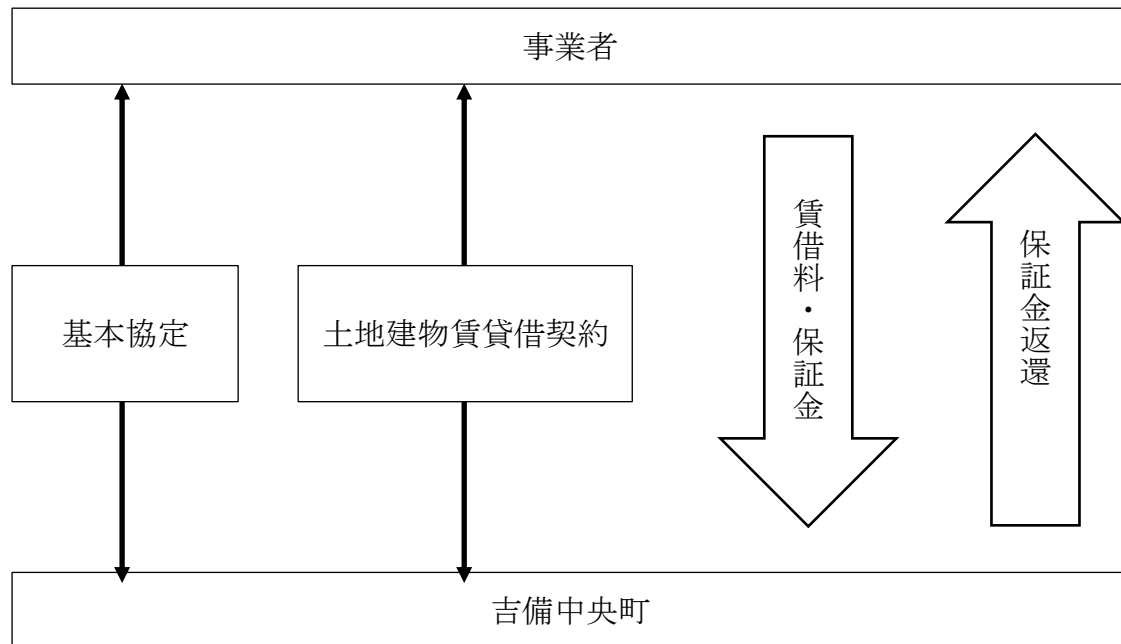 事業者
基本協定
土地建物賃貸借契約
賃借料・保証金
保証金返還
吉備中央町